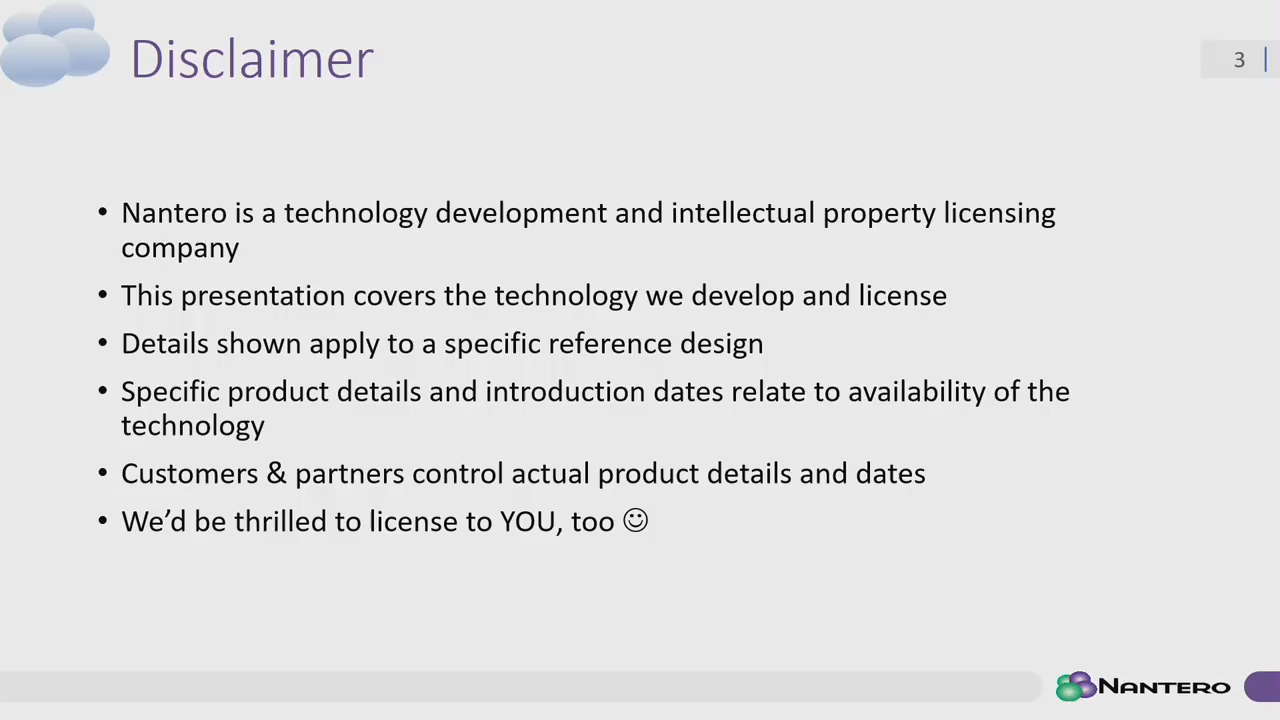 Disclaimer
3
• Nantero is a technology development and intellectual property licensing
company
• This presentation covers the technology we develop and license
• Details shown apply to a specific reference design
• Specific product details and introduction dates relate to availability of the
technology
• Customers & partners control actual product details and dates
• We’d be thrilled to license to YOU, too ☺
NANTERO